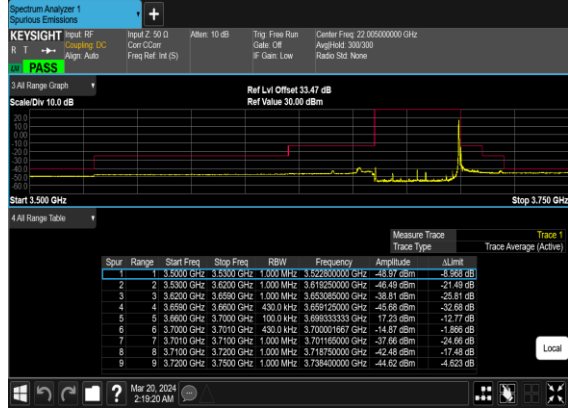 Spectrum Analyzer 1
Spurious Emissions
+
KEYSIGHT Input: RF Input Z: 50 Ω Atten: 10 dB Trig: Free Run Center Freq: 22.005000000 GHz
R T Coupling: DC Corr CCorr Gate: Off Avg|Hold: 300/300
Align: Auto Freq Ref: Int (S) IF Gain: Low Radio Std: None
PASS
3 All Range Graph
Ref Lvl Offset 33.47 dB
Scale/Div 10.0 dB Ref Value 30.00 dBm
20.0
10.0
0.00
-10.0
-20.0
-30.0
-40.0
-50.0
-60.0
Start 3.500 GHz Stop 3.750 GHz
4 All Range Table
Measure Trace Trace 1
Trace Type Trace Average (Active)
Spur Range Start Freq Stop Freq RBW Frequency Amplitude ΔLimit
1 1 3.5000 GHz 3.5300 GHz 1.000 MHz 3.522800000 GHz -48.97 dBm -8.968 dB
2 2 3.5300 GHz 3.6200 GHz 1.000 MHz 3.619250000 GHz -46.49 dBm -21.49 dB
3 3 3.6200 GHz 3.6590 GHz 1.000 MHz 3.653085000 GHz -38.81 dBm -25.81 dB
4 4 3.6590 GHz 3.6600 GHz 430.0 kHz 3.659125000 GHz -45.68 dBm -32.68 dB
5 5 3.6600 GHz 3.7000 GHz 100.0 kHz 3.699333333 GHz 17.23 dBm -12.77 dB
6 6 3.7000 GHz 3.7010 GHz 430.0 kHz 3.700001667 GHz -14.87 dBm -1.866 dB
7 7 3.7010 GHz 3.7100 GHz 1.000 MHz 3.701165000 GHz -37.66 dBm -24.66 dB
8 8 3.7100 GHz 3.7200 GHz 1.000 MHz 3.718750000 GHz -42.48 dBm -17.48 dB
9 9 3.7200 GHz 3.7500 GHz 1.000 MHz 3.738400000 GHz -44.62 dBm -4.623 dB
Local
? Mar 20, 2024
2:19:20 AM